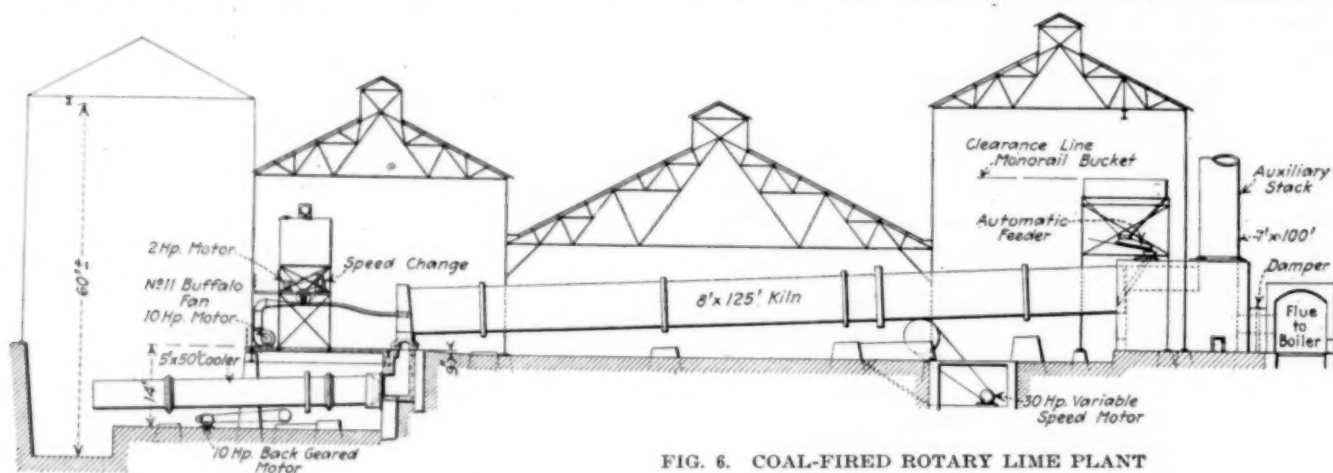 60'±
2 Hp. Motor
Nº11 Buffalo
Fan
10 Hp. Motor
5'x50' Cooler
14'
10 Hp. Back Geared
Motor
Speed Change
9"
8'x 125' Kiln
Clearance Line
Monorail Bucket
Automatic
Feeder
Auxiliary
Stack
7'x100'
Damper
Flue
to
Boiler
30 Hp. Variable
Speed Motor
FIG. 6. COAL-FIRED ROTARY LIME PLANT